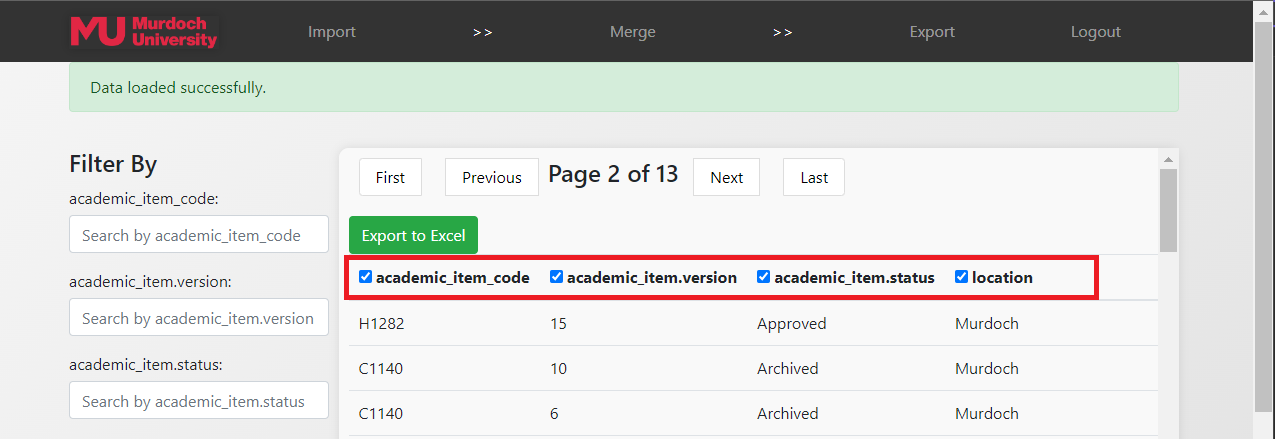 MU Murdoch University
Import >> Merge >> Export Logout
Data loaded successfully.
Filter By
academic_item_code:
Search by academic_item_code
academic_item.version:
Search by academic_item.version
academic_item.status:
Search by academic_item.status
First Previous Page 2 of 13 Next Last
Export to Excel
academic_item_code academic_item.version academic_item.status location
H1282 15 Approved Murdoch
C1140 10 Archived Murdoch
C1140 6 Archived Murdoch